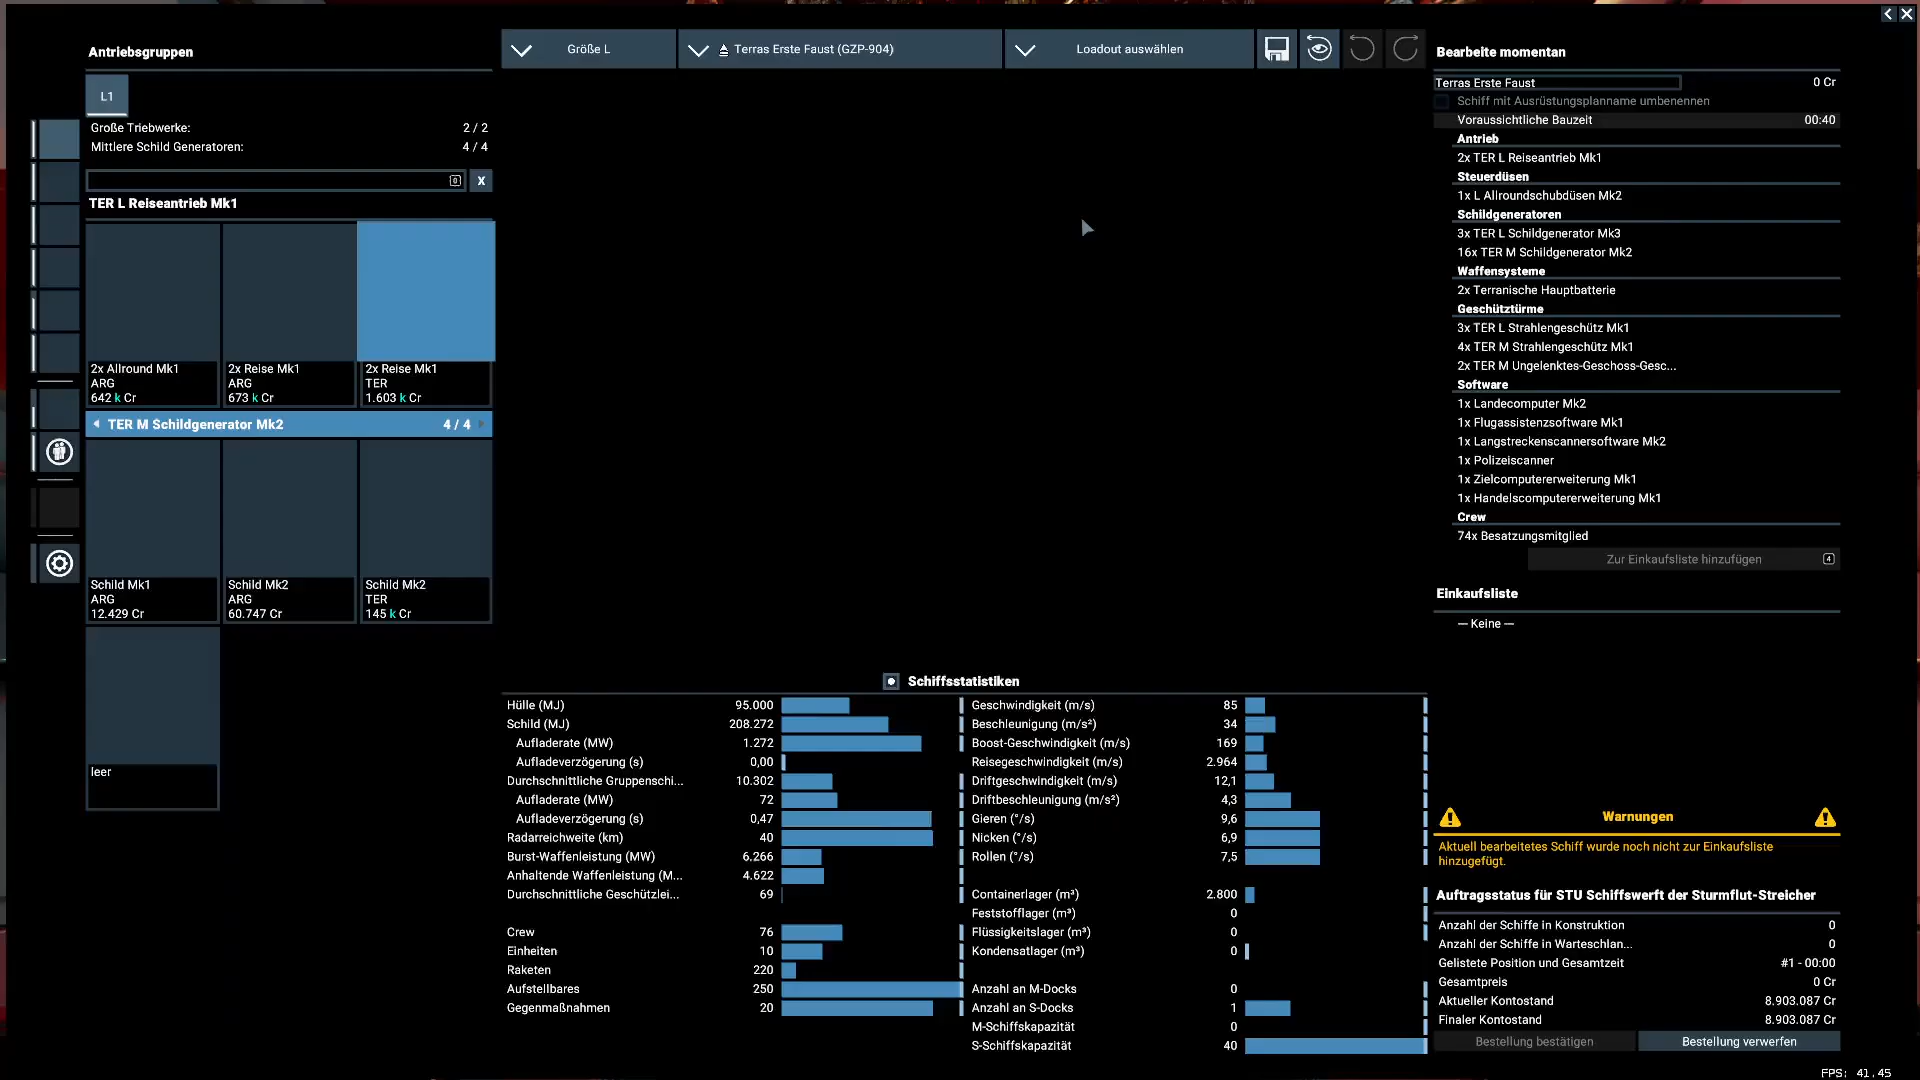 Antriebsgruppen
L1
Große Triebwerke: 2 / 2
Mittlere Schild Generatoren: 4 / 4
X
TER L Reiseantrieb Mk1
2x Allround Mk1
ARG
642 k Cr
2x Reise Mk1
ARG
673 k Cr
2x Reise Mk1
TER
1.603 k Cr
TER M Schildgenerator Mk2 4 / 4
Schild Mk1
ARG
12.429 Cr
Schild Mk2
ARG
60.747 Cr
Schild Mk2
TER
145 k Cr
leer
Größe L
Terras Erste Faust (GZP-904)
Loadout auswählen
Schiffsstatistiken
Hülle (MJ) 95.000
Schild (MJ) 208.272
Aufladerate (MW) 1.272
Aufladeverzögerung (s) 0,00
Durchschnittliche Gruppenschi... 10.302
Aufladerate (MW) 72
Aufladeverzögerung (s) 0,47
Radarreichweite (km) 40
Burst-Waffenleistung (MW) 6.266
Anhaltende Waffenleistung (M... 4.622
Durchschnittliche Geschützlei... 69
Crew 76
Einheiten 10
Raketen 220
Aufstellbares 250
Gegenmaßnahmen 20
Geschwindigkeit (m/s) 85
Beschleunigung (m/s²) 34
Boost-Geschwindigkeit (m/s) 169
Reisegeschwindigkeit (m/s) 2.964
Driftgeschwindigkeit (m/s) 12,1
Driftbeschleunigung (m/s²) 4,3
Gieren (°/s) 9,6
Nicken (°/s) 6,9
Rollen (°/s) 7,5
Containerlager (m³) 2.800
Feststofflager (m³) 0
Flüssigkeitslager (m³) 0
Kondensatlager (m³) 0
Anzahl an M-Docks 0
Anzahl an S-Docks 1
M-Schiffskapazität 0
S-Schiffskapazität 40
Bearbeite momentan
Terras Erste Faust 0 Cr
Schiff mit Ausrüstungsplanname umbenennen
Voraussichtliche Bauzeit 00:40
Antrieb
2x TER L Reiseantrieb Mk1
Steuerdüsen
1x L Allroundschubdüsen Mk2
Schildgeneratoren
3x TER L Schildgenerator Mk3
16x TER M Schildgenerator Mk2
Waffensysteme
2x Terranische Hauptbatterie
Geschütztürme
3x TER L Strahlengeschütz Mk1
4x TER M Strahlengeschütz Mk1
2x TER M Ungelenktes-Geschoss-Gesc...
Software
1x Landecomputer Mk2
1x Flugassistenzsoftware Mk1
1x Langstreckenscannersoftware Mk2
1x Polizeiscanner
1x Zielcomputererweiterung Mk1
1x Handelscomputererweiterung Mk1
Crew
74x Besatzungsmitglied
Zur Einkaufsliste hinzufügen 4
Einkaufsliste
— Keine —
Warnungen
Aktuell bearbeitetes Schiff wurde noch nicht zur Einkaufsliste
hinzugefügt.
Auftragsstatus für STU Schiffswerft der Sturmflut-Streicher
Anzahl der Schiffe in Konstruktion 0
Anzahl der Schiffe in Warteschlan... 0
Gelistete Position und Gesamtzeit #1 - 00:00
Gesamtpreis 0 Cr
Aktueller Kontostand 8.903.087 Cr
Finaler Kontostand 8.903.087 Cr
Bestellung bestätigen
Bestellung verwerfen
FPS: 41.45